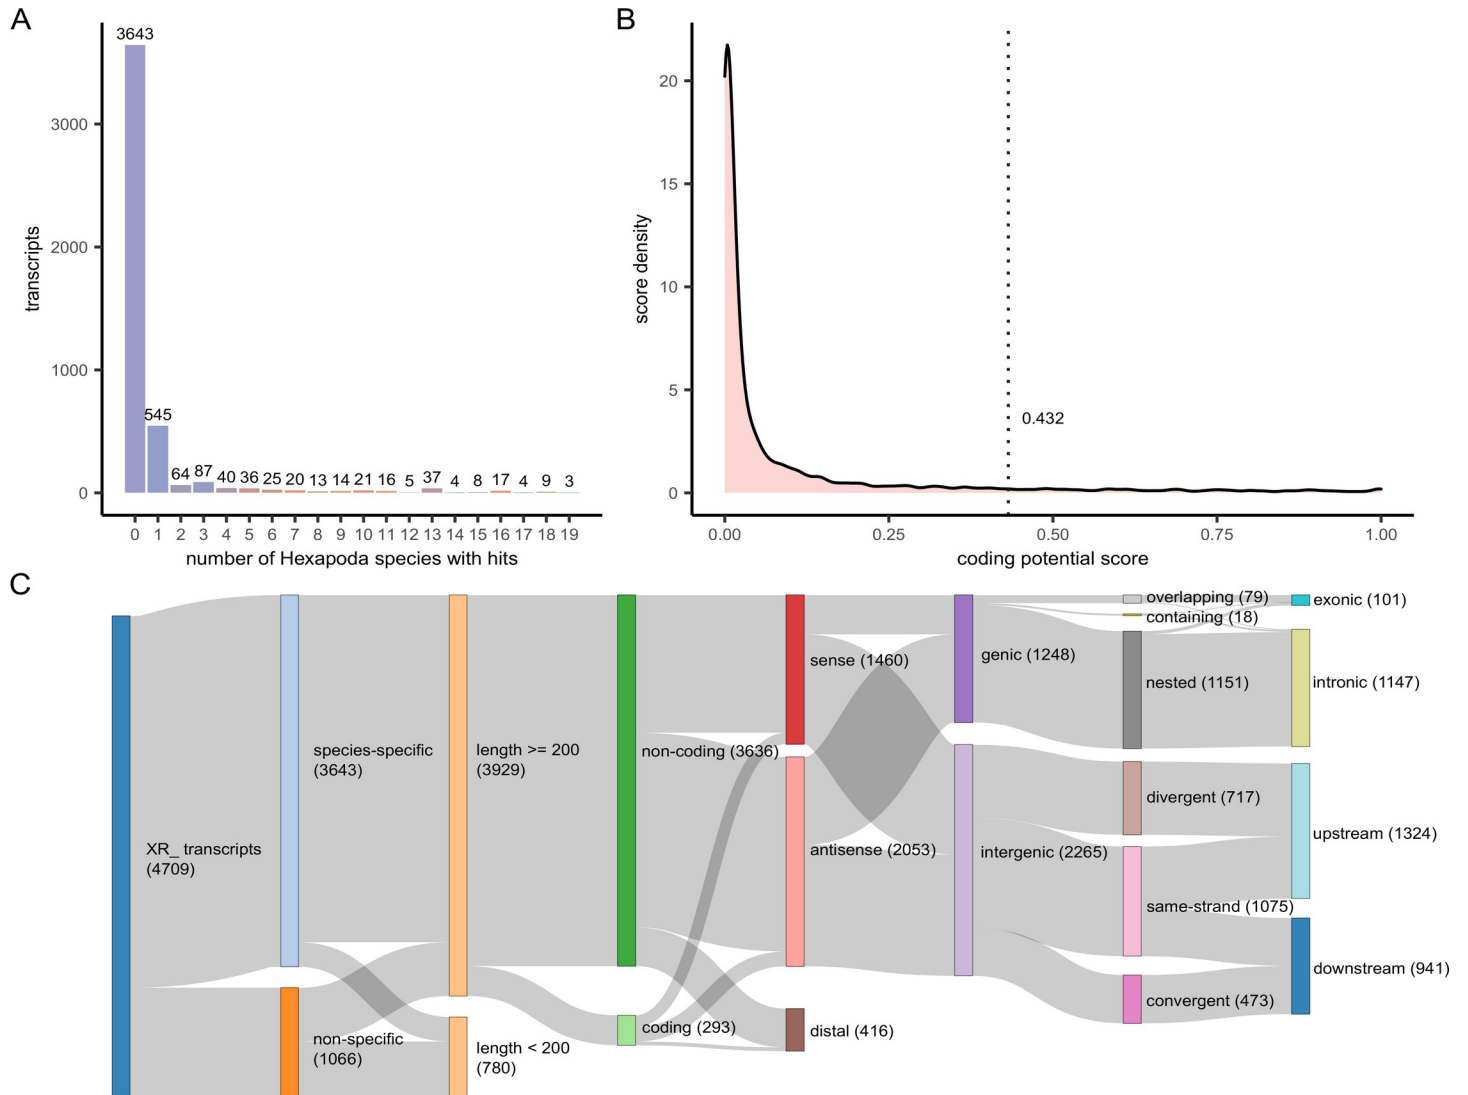 A
3643
545
64 87 40 36 25 20 13 14 21 16 5 37 4 8 17 4 9 3
3000
2000
1000
0
transcripts
0 1 2 3 4 5 6 7 8 9 10 11 12 13 14 15 16 17 18 19
number of Hexapoda species with hits
B
20
15
10
5
0
score density
0.432
0.00 0.25 0.50 0.75 1.00
coding potential score
C
XR_ transcripts
(4709)
species-specific
(3643)
non-specific
(1066)
length >= 200
(3929)
length < 200
(780)
non-coding (3636)
coding (293)
sense (1460)
antisense (2053)
distal (416)
genic (1248)
intergenic (2265)
overlapping (79)
containing (18)
nested (1151)
divergent (717)
same-strand (1075)
convergent (473)
exonic (101)
intronic (1147)
upstream (1324)
downstream (941)